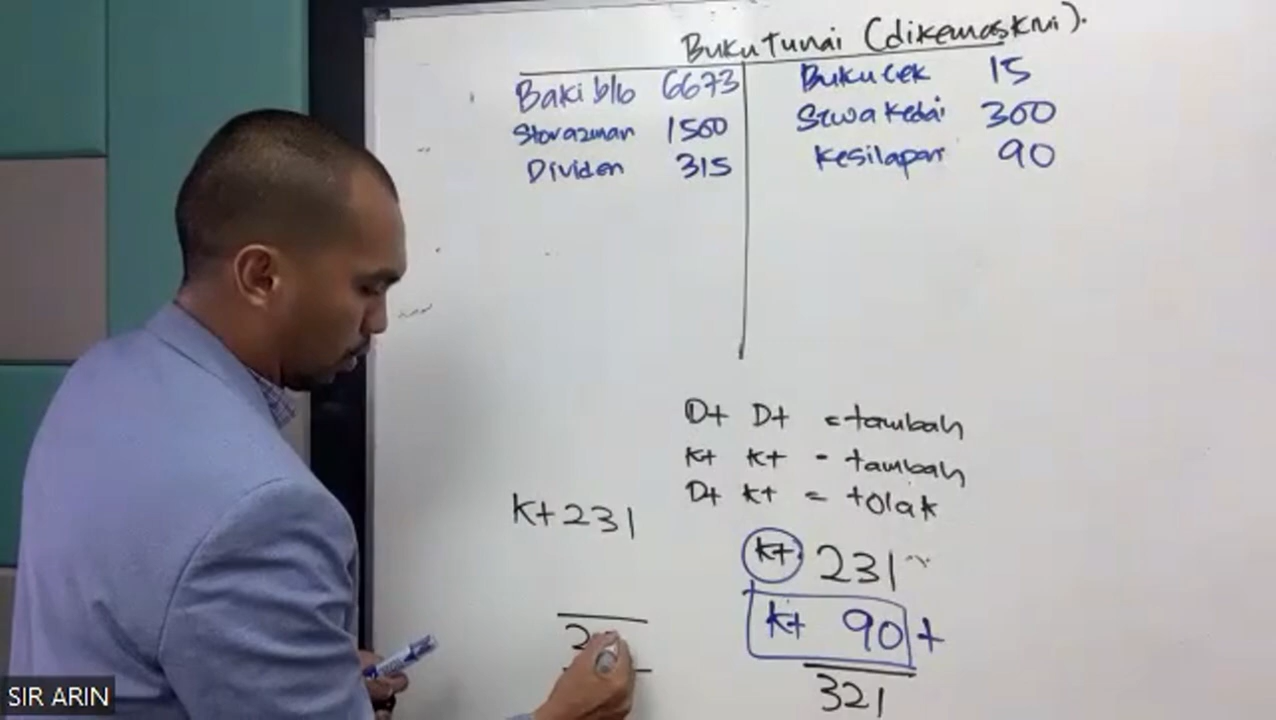 Buku Tunai (dikemaskini).
Baki b/b 6673
Storazman 1500
Dividen 315
Buku cek 15
Sewa kedai 300
Kesilapan 90
D+ D+ = tambah
K+ K+ - tambah
D+ K+ = tolak
K+ 231
2
K+ 231
K+ 90 +
321
SIR ARIN